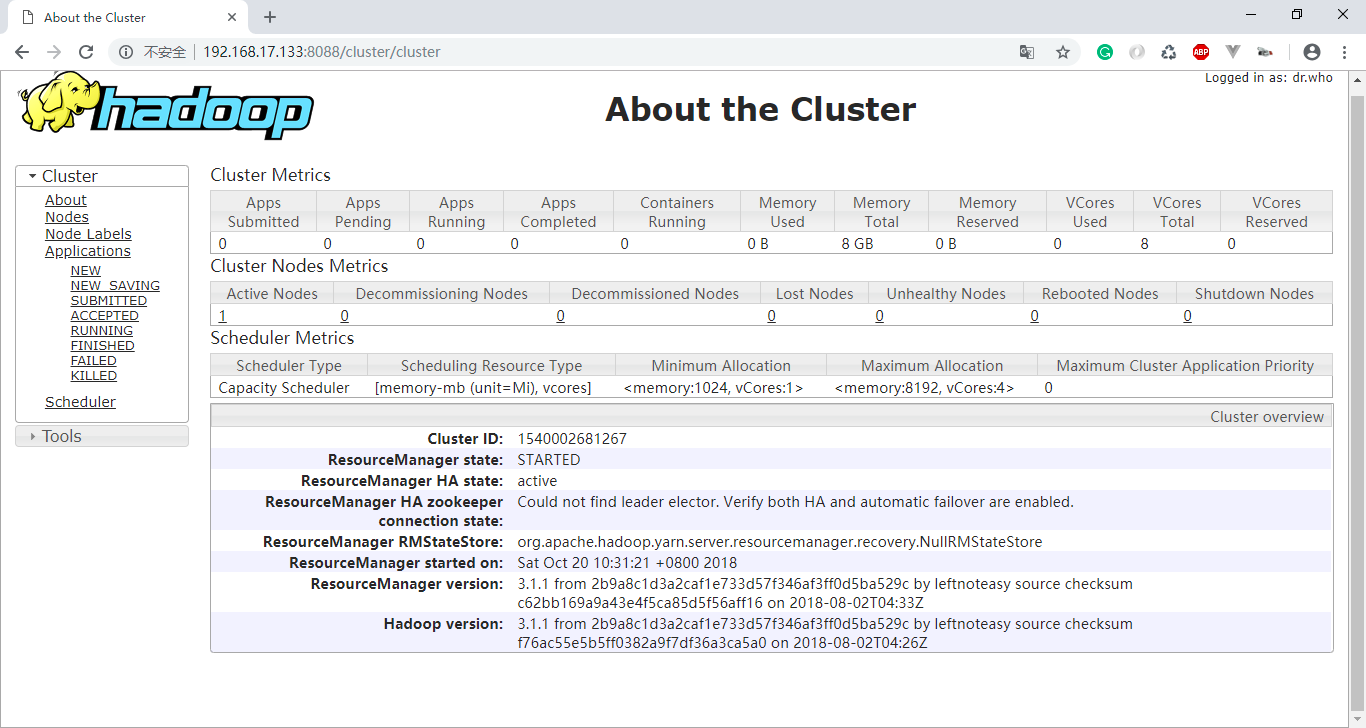 About the Cluster
不安全 192.168.17.133:8088/cluster/cluster
ABP
Logged in as: dr.who
hadoop
About the Cluster
Cluster
About
Nodes
Node Labels
Applications
NEW
NEW_SAVING
SUBMITTED
ACCEPTED
RUNNING
FINISHED
FAILED
KILLED
Scheduler
Tools
Cluster Metrics
Apps Submitted Apps Pending Apps Running Apps Completed Containers Running Memory Used Memory Total Memory Reserved VCores Used VCores Total VCores Reserved
0 0 0 0 0 0 B 8 GB 0 B 0 8 0
Cluster Nodes Metrics
Active Nodes Decommissioning Nodes Decommissioned Nodes Lost Nodes Unhealthy Nodes Rebooted Nodes Shutdown Nodes
1 0 0 0 0 0 0
Scheduler Metrics
Scheduler Type Scheduling Resource Type Minimum Allocation Maximum Allocation Maximum Cluster Application Priority
Capacity Scheduler [memory-mb (unit=Mi), vcores] <memory:1024, vCores:1> <memory:8192, vCores:4> 0
Cluster overview
Cluster ID: 1540002681267
ResourceManager state: STARTED
ResourceManager HA state: active
ResourceManager HA zookeeper connection state: Could not find leader elector. Verify both HA and automatic failover are enabled.
ResourceManager RMStateStore: org.apache.hadoop.yarn.server.resourcemanager.recovery.NullRMStateStore
ResourceManager started on: Sat Oct 20 10:31:21 +0800 2018
ResourceManager version: 3.1.1 from 2b9a8c1d3a2caf1e733d57f346af3ff0d5ba529c by leftnoteasy source checksum
c62bb169a9a43e4f5ca85d5f56aff16 on 2018-08-02T04:33Z
Hadoop version: 3.1.1 from 2b9a8c1d3a2caf1e733d57f346af3ff0d5ba529c by leftnoteasy source checksum
f76ac55e5b5ff0382a9f7df36a3ca5a0 on 2018-08-02T04:26Z